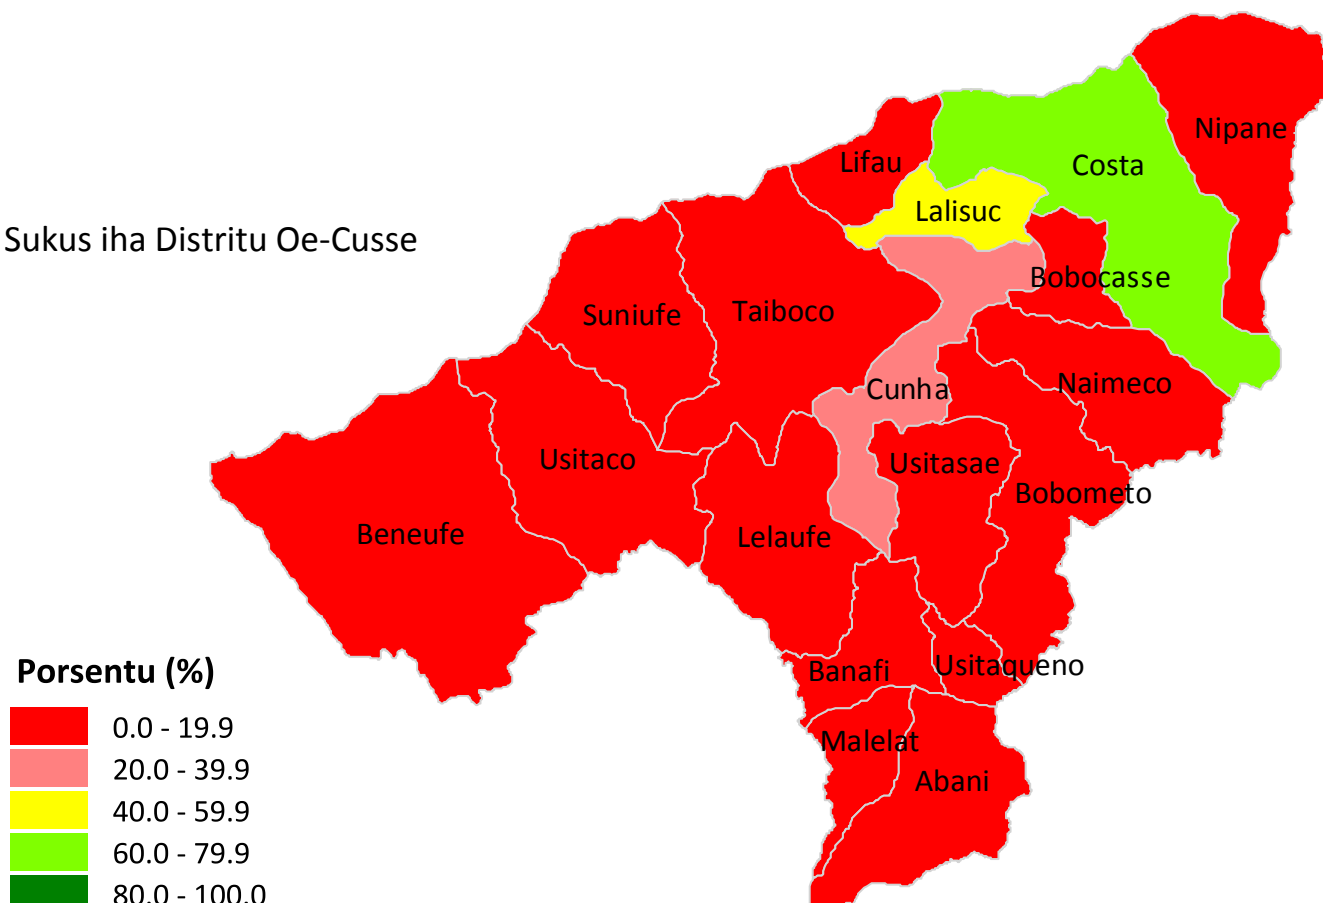 Nipane
Costa
Lifau
Lalisuc
Sukus iha Distritu Oe-Cusse
Bobocasse
Suniufe
Taiboco
Naimeco
Cunha
Usitaco
Usitasae
Bobometo
Beneufe
Lelaufe
Banafi
Usitaqueno
Malelat
Abani
Porsentu (%)
0.0 - 19.9
20.0 - 39.9
40.0 - 59.9
60.0 - 79.9
80.0 - 100.0